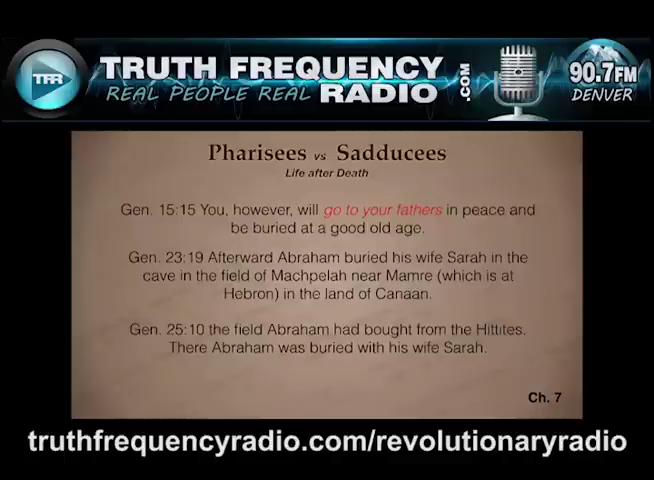 TFR
TRUTH FREQUENCY
REAL PEOPLE REAL RADIO
.COM
90.7FM
DENVER
Pharisees vs Sadducees
Life after Death
Gen. 15:15 You, however, will go to your fathers in peace and
be buried at a good old age.
Gen. 23:19 Afterward Abraham buried his wife Sarah in the
cave in the field of Machpelah near Mamre (which is at
Hebron) in the land of Canaan.
Gen. 25:10 the field Abraham had bought from the Hittites.
There Abraham was buried with his wife Sarah.
Ch. 7
truthfrequencyradio.com/revolutionaryradio